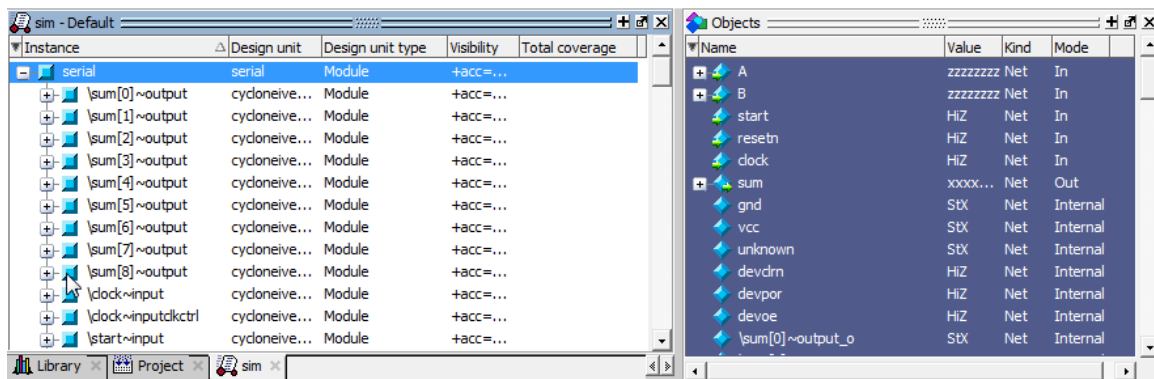 sim - Default
Instance Design unit Design unit type Visibility Total coverage
serial serial Module +acc=...
\sum[0]~output cycloneive... Module +acc=...
\sum[1]~output cycloneive... Module +acc=...
\sum[2]~output cycloneive... Module +acc=...
\sum[3]~output cycloneive... Module +acc=...
\sum[4]~output cycloneive... Module +acc=...
\sum[5]~output cycloneive... Module +acc=...
\sum[6]~output cycloneive... Module +acc=...
\sum[7]~output cycloneive... Module +acc=...
\sum[8]~output cycloneive... Module +acc=...
\clock~input cycloneive... Module +acc=...
\clock~inputclkctrl cycloneive... Module +acc=...
\start~input cycloneive... Module +acc=...
Library Project sim
Objects
Name Value Kind Mode
A zzzzzzzz Net In
B zzzzzzzz Net In
start HiZ Net In
resetn HiZ Net In
clock HiZ Net In
sum xxxx... Net Out
gnd StX Net Internal
vcc StX Net Internal
unknown StX Net Internal
devclrn HiZ Net Internal
devpor HiZ Net Internal
devoe HiZ Net Internal
\sum[0]~output_o StX Net Internal